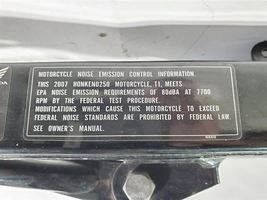 MOTORCYCLE NOISE EMISSION CONTROL INFORMATION
THIS 2007 HONKEND250 MOTORCYCLE, T1, MEETS
EPA NOISE EMISSION REQUIREMENTS OF 80dBA AT 7700
RPM BY THE FEDERAL TEST PROCEDURE.
MODIFICATIONS WHICH CAUSE THIS MOTORCYCLE TO EXCEED
FEDERAL NOISE STANDARDS ARE PROHIBITED BY FEDERAL LAW.
SEE OWNER'S MANUAL.